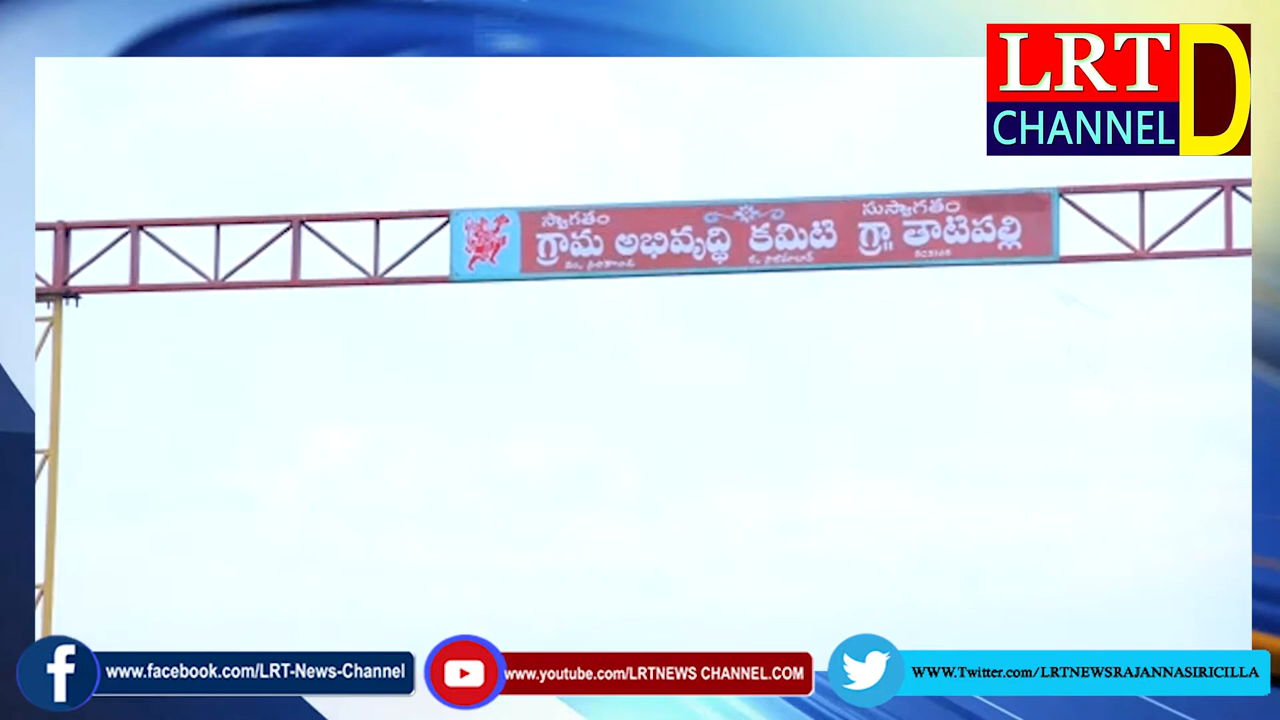 LRT
CHANNEL D
స్వాగతం సుస్వాగతం
గ్రామ అభివృద్ధి కమిటి గ్రా తాటిపల్లి
www.facebook.com/LRT-News-Channel
www.youtube.com/LRTNEWS CHANNEL.COM
WWW.Twitter.com/LRTNEWSRAJANNASIRICILLA